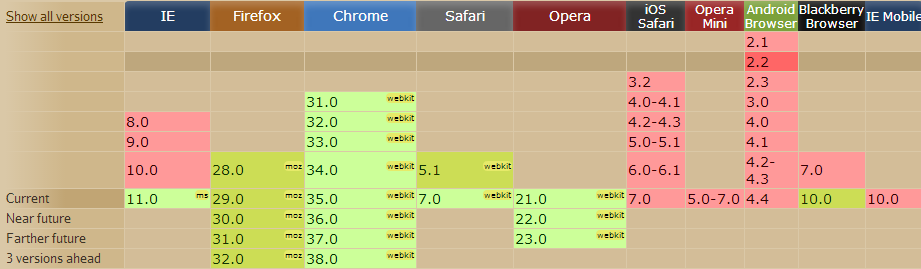 Show all versions IE Firefox Chrome Safari Opera iOS Safari Opera Mini Android Browser Blackberry Browser IE Mobile
2.1
2.2
3.2 2.3
31.0 webkit 4.0-4.1 3.0
8.0 32.0 webkit 4.2-4.3 4.0
9.0 33.0 webkit 5.0-5.1 4.1
10.0 28.0 moz 34.0 webkit 5.1 webkit 6.0-6.1 4.2-4.3 7.0
Current 11.0 ms 29.0 moz 35.0 webkit 7.0 webkit 21.0 webkit 7.0 5.0-7.0 4.4 10.0 webkit 10.0
Near future 30.0 moz 36.0 webkit 22.0 webkit
Farther future 31.0 moz 37.0 webkit 23.0 webkit
3 versions ahead 32.0 moz 38.0 webkit